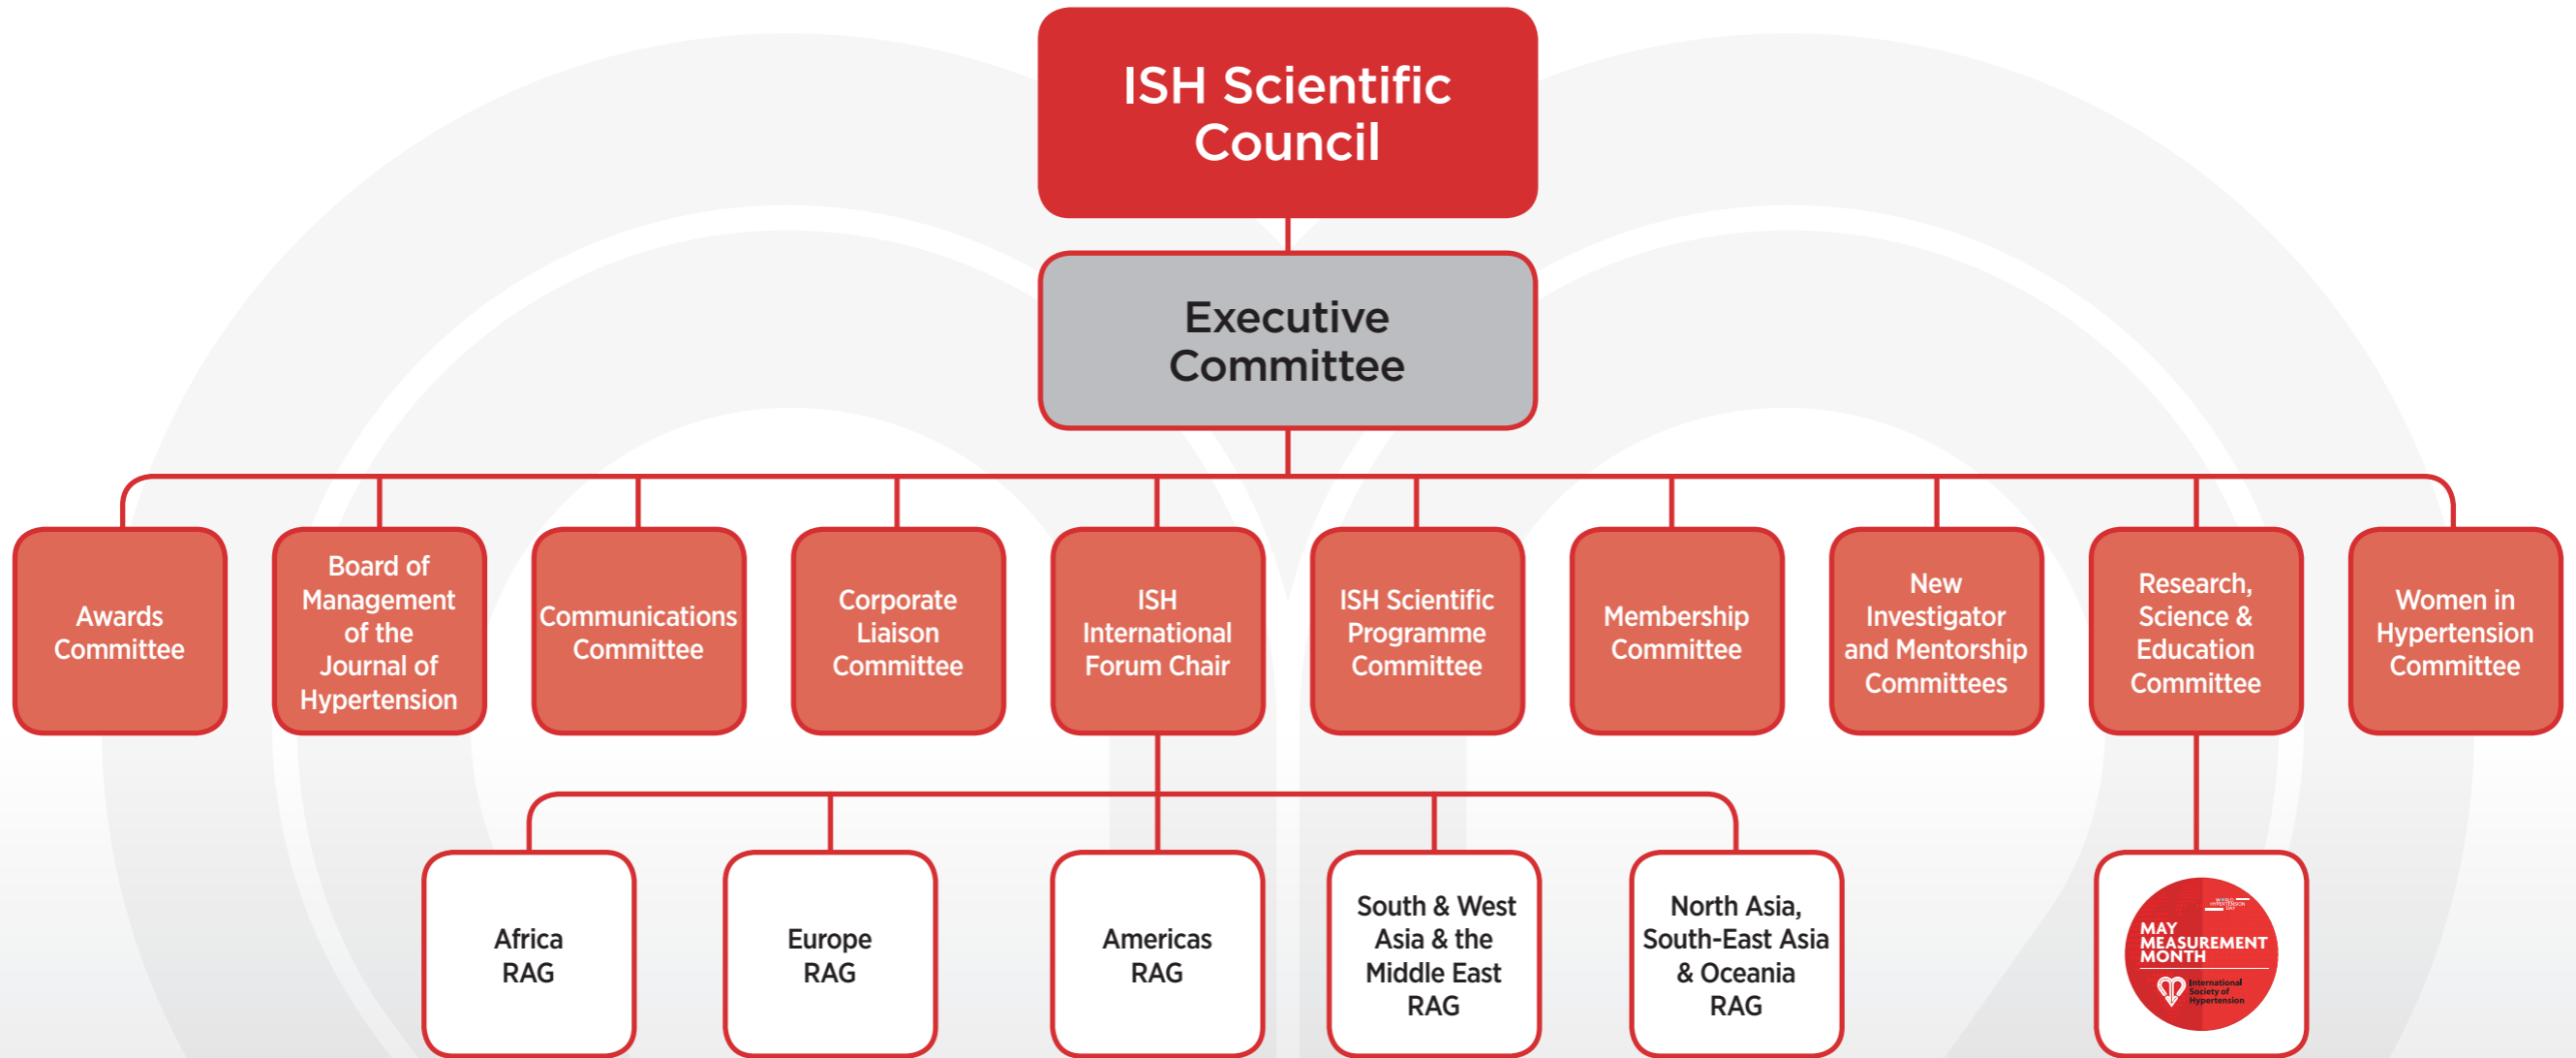 ISH Scientific
Council
Executive
Committee
Awards
Committee
Board of
Management
of the
Journal of
Hypertension
Communications
Committee
Corporate
Liaison
Committee
ISH
International
Forum Chair
ISH Scientific
Programme
Committee
Membership
Committee
New
Investigator
and Mentorship
Committees
Research,
Science &
Education
Committee
Women in
Hypertension
Committee
Africa
RAG
Europe
RAG
Americas
RAG
South & West
Asia & the
Middle East
RAG
North Asia,
South-East Asia
& Oceania
RAG
WORLD
HYPERTENSION
DAY
MAY
MEASUREMENT
MONTH
International
Society of
Hypertension